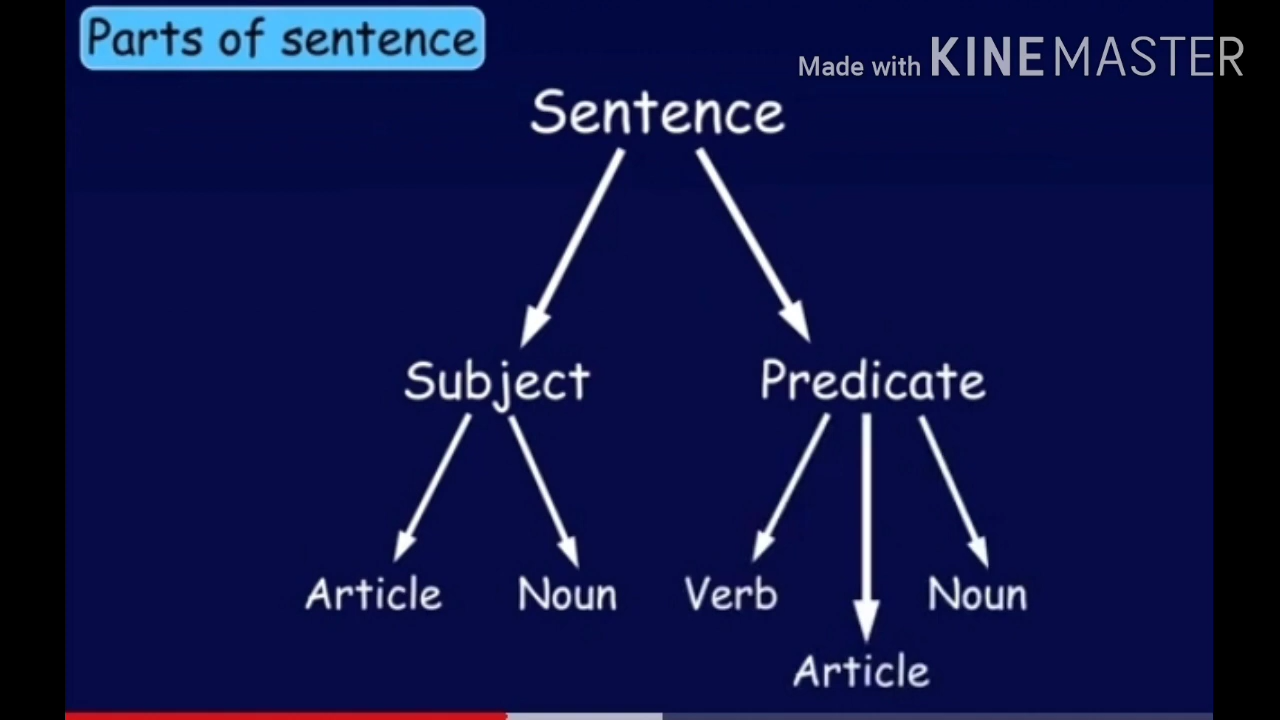 Parts of sentence
Made with KINEMASTER
Sentence
Subject Predicate
Article Noun Verb Noun
Article